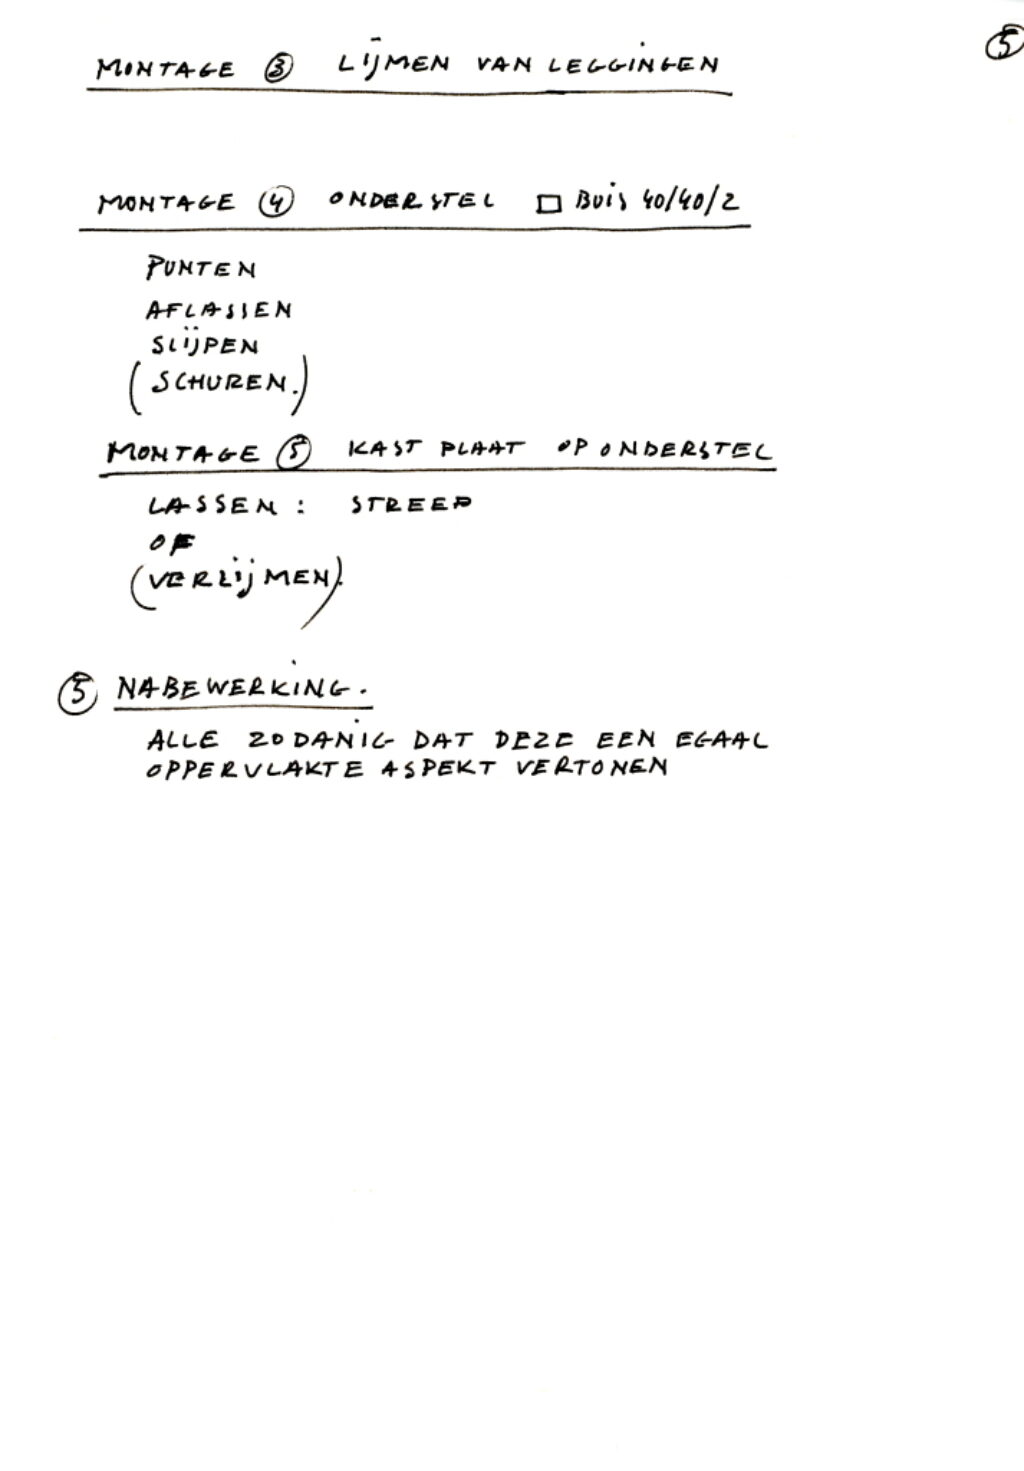 ⑤
MONTAGE ③ LIJMEN VAN LEGGINGEN
MONTAGE ④ ONDERSTEL □ BUIS 40/40/2
PUNTEN
AFLASSEN
SLIJPEN
(SCHUREN.)
MONTAGE ⑤ KAST PLAAT OP ONDERSTEL
LASSEN : STREEP
OF
(VERLIJMEN).
⑤ NABEWERKING.
ALLE ZODANIG DAT DEZE EEN EGAAL
OPPERVLAKTE ASPEKT VERTONEN